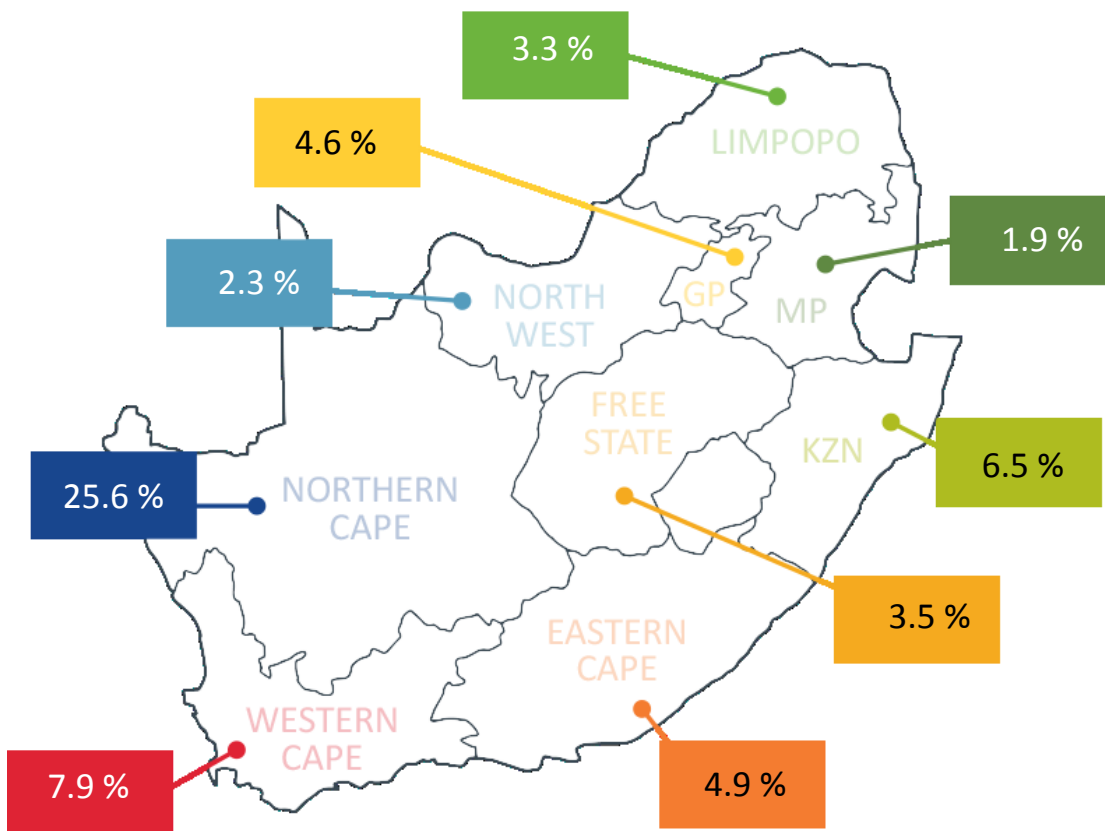 3.3 %
LIMPOPO
4.6 %
1.9 %
2.3 %
NORTH
WEST
GP
MP
FREE
STATE
KZN
6.5 %
25.6 %
NORTHERN
CAPE
3.5 %
EASTERN
CAPE
WESTERN
CAPE
7.9 %
4.9 %